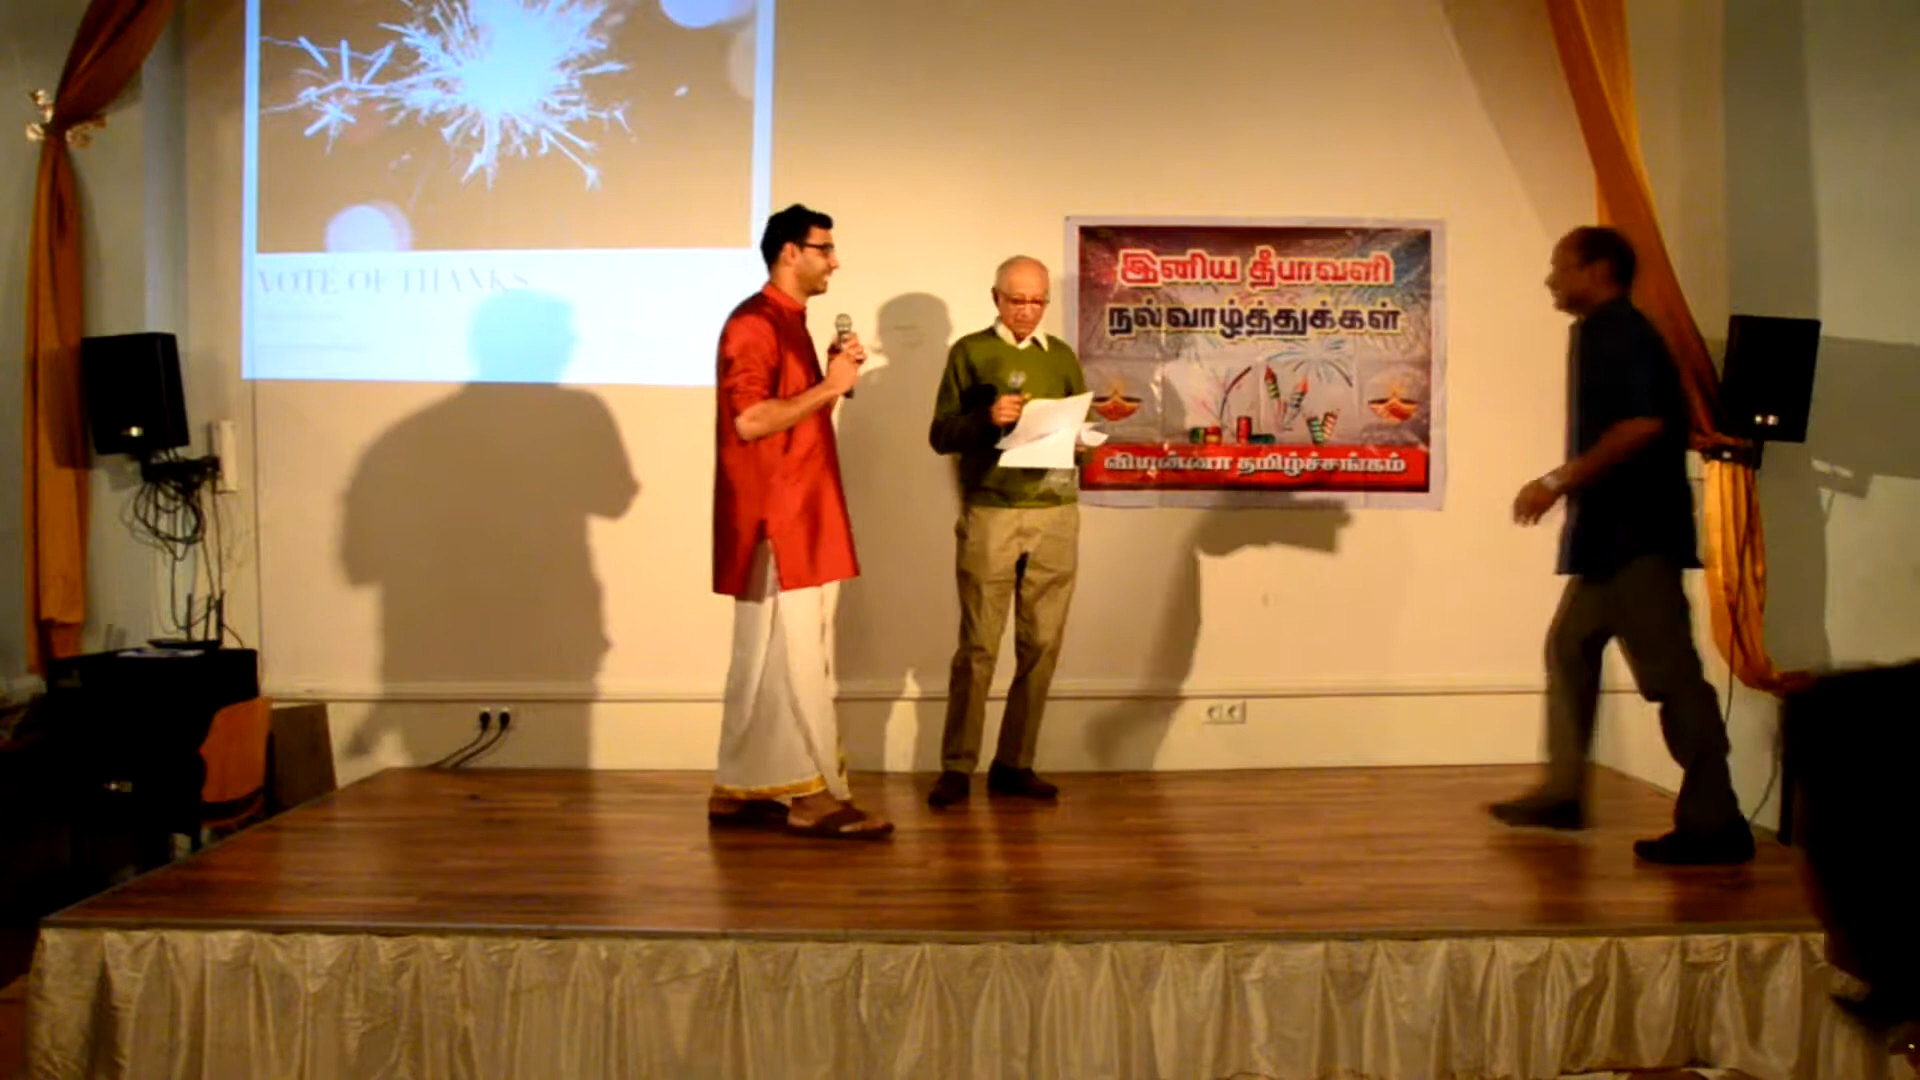 VOTE OF THANKS
இனிய தீபாவளி
நல்வாழ்த்துக்கள்
வியன்னா தமிழ்ச்சங்கம்